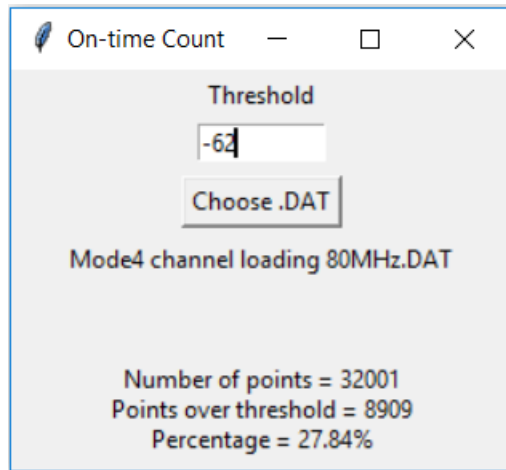 On-time Count
Threshold
-62
Choose .DAT
Mode4 channel loading 80MHz.DAT
Number of points = 32001
Points over threshold = 8909
Percentage = 27.84%